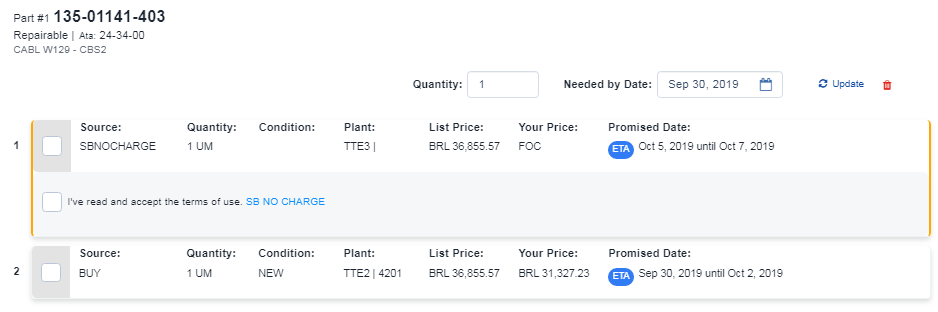 Part #1 135-01141-403
Repairable | Ata: 24-34-00
CABL W129 - CBS2
Quantity: 1 Needed by Date: Sep 30, 2019 Update
1 Source: Quantity: Condition: Plant: List Price: Your Price: Promised Date:
SBNOCHARGE 1 UM TTE3 | BRL 36,855.57 FOC ETA Oct 5, 2019 until Oct 7, 2019
I've read and accept the terms of use. SB NO CHARGE
2 Source: Quantity: Condition: Plant: List Price: Your Price: Promised Date:
BUY 1 UM NEW TTE2 | 4201 BRL 36,855.57 BRL 31,327.23 ETA Sep 30, 2019 until Oct 2, 2019